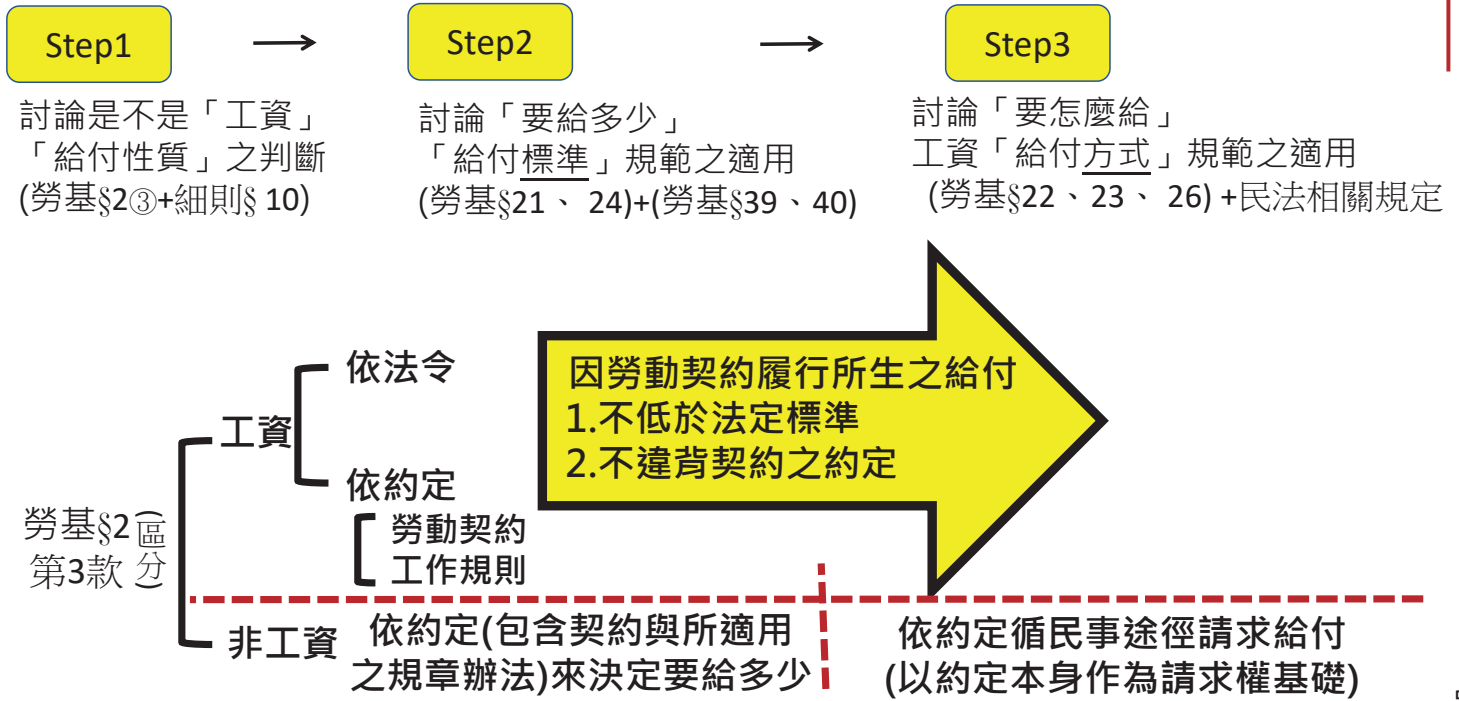 Step1 → Step2 → Step3
討論是不是「工資」
「給付性質」之判斷
(勞基§2③+細則§ 10)
討論「要給多少」
「給付標準」規範之適用
(勞基§21、 24)+(勞基§39、40)
討論「要怎麼給」
工資「給付方式」規範之適用
(勞基§22、23、 26) +民法相關規定
勞基§2
第3款
(區分)
工資
依法令
依約定
勞動契約
工作規則
因勞動契約履行所生之給付
1.不低於法定標準
2.不違背契約之約定
非工資
依約定(包含契約與所適用
之規章辦法)來決定要給多少
依約定循民事途徑請求給付
(以約定本身作為請求權基礎)